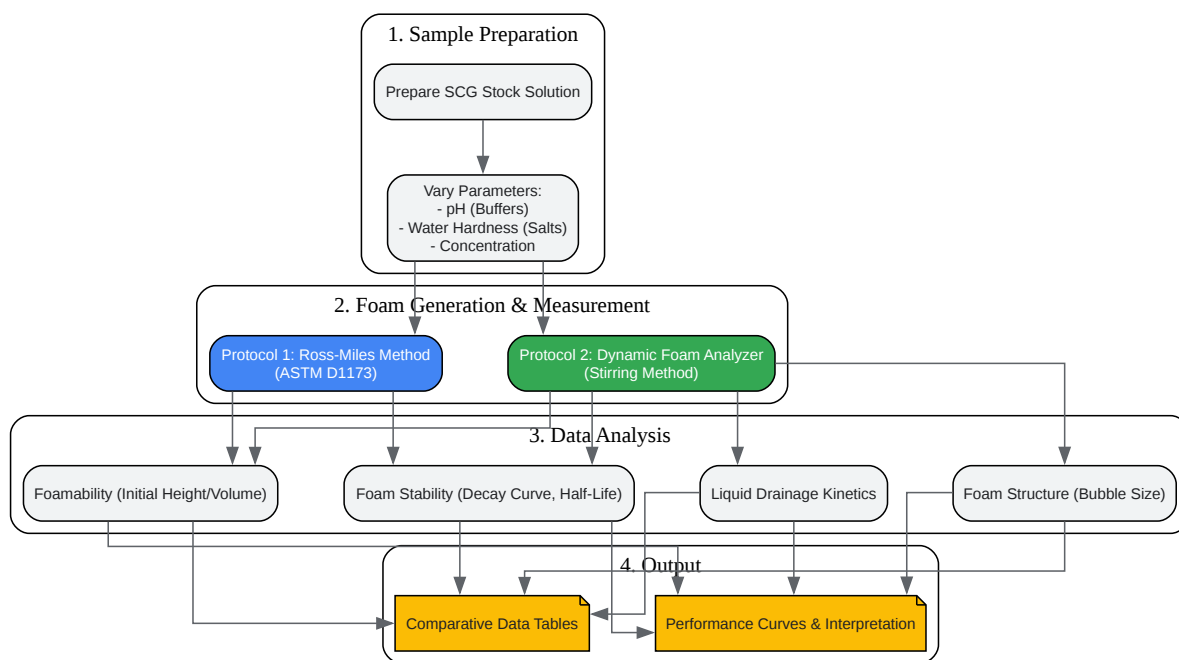 1. Sample Preparation
Prepare SCG Stock Solution
Vary Parameters:
- pH (Buffers)
- Water Hardness (Salts)
- Concentration
2. Foam Generation & Measurement
Protocol 1: Ross-Miles Method
(ASTM D1173)
Protocol 2: Dynamic Foam Analyzer
(Stirring Method)
3. Data Analysis
Foamability (Initial Height/Volume)
Foam Stability (Decay Curve, Half-Life)
Liquid Drainage Kinetics
Foam Structure (Bubble Size)
4. Output
Comparative Data Tables
Performance Curves & Interpretation